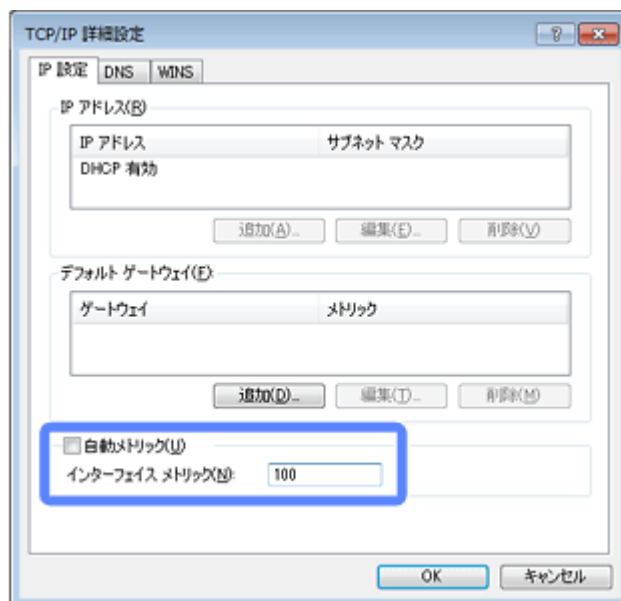 TCP/IP 詳細設定
IP 設定 DNS WINS
IP アドレス(R)
IP アドレス サブネット マスク
DHCP 有効
追加(A)... 編集(E)... 削除(V)
デフォルト ゲートウェイ(F):
ゲートウェイ メトリック
追加(D)... 編集(T)... 削除(M)
自動メトリック(U)
インターフェイス メトリック(N): 100
OK キャンセル